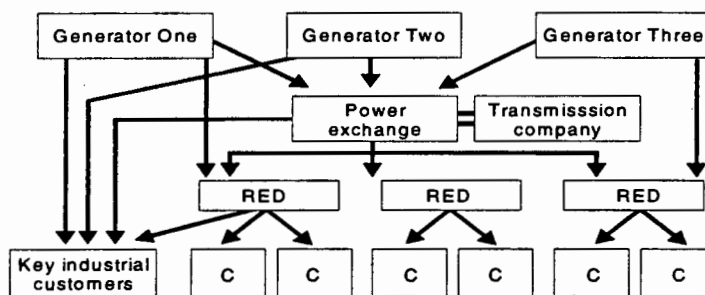 Generator One
Generator Two
Generator Three
Power
exchange
Transmisssion
company
RED
RED
RED
Key industrial
customers
C
C
C
C
C
C